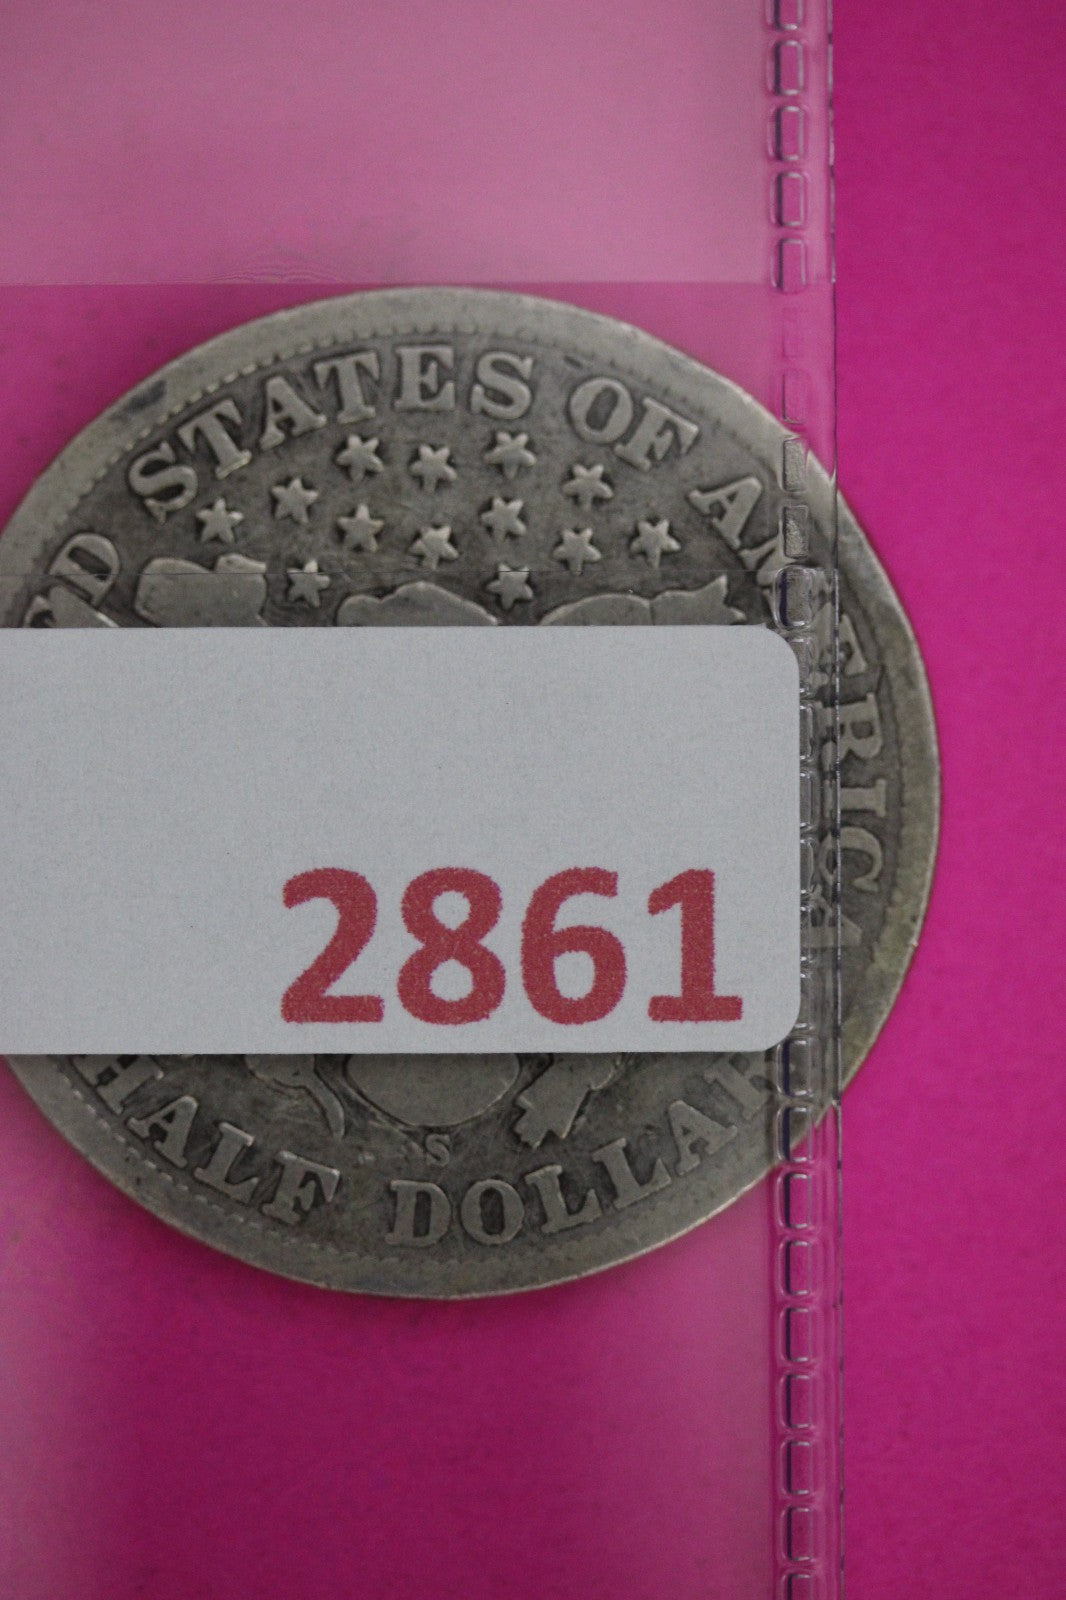 D STATES OF AMERICA
2861
HALF DOLLAR
S